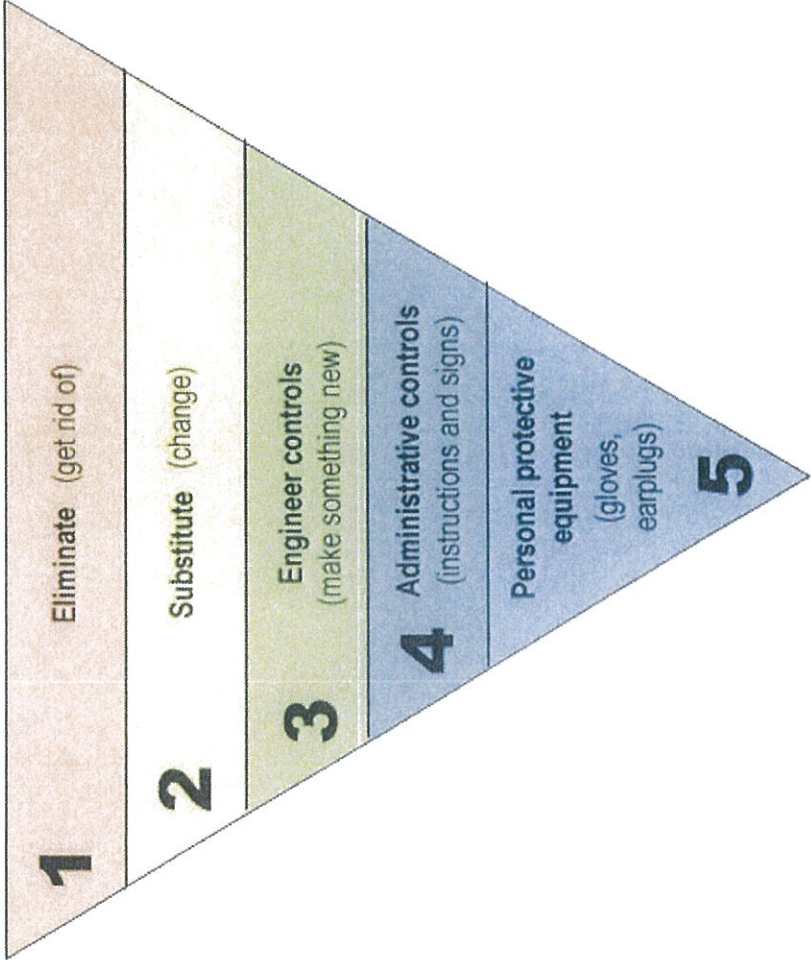 1
Eliminate (get rid of)
2
Substitute (change)
3
Engineer controls
(make something new)
4
Administrative controls
(instructions and signs)
Personal protective
equipment
(gloves,
earplugs)
5